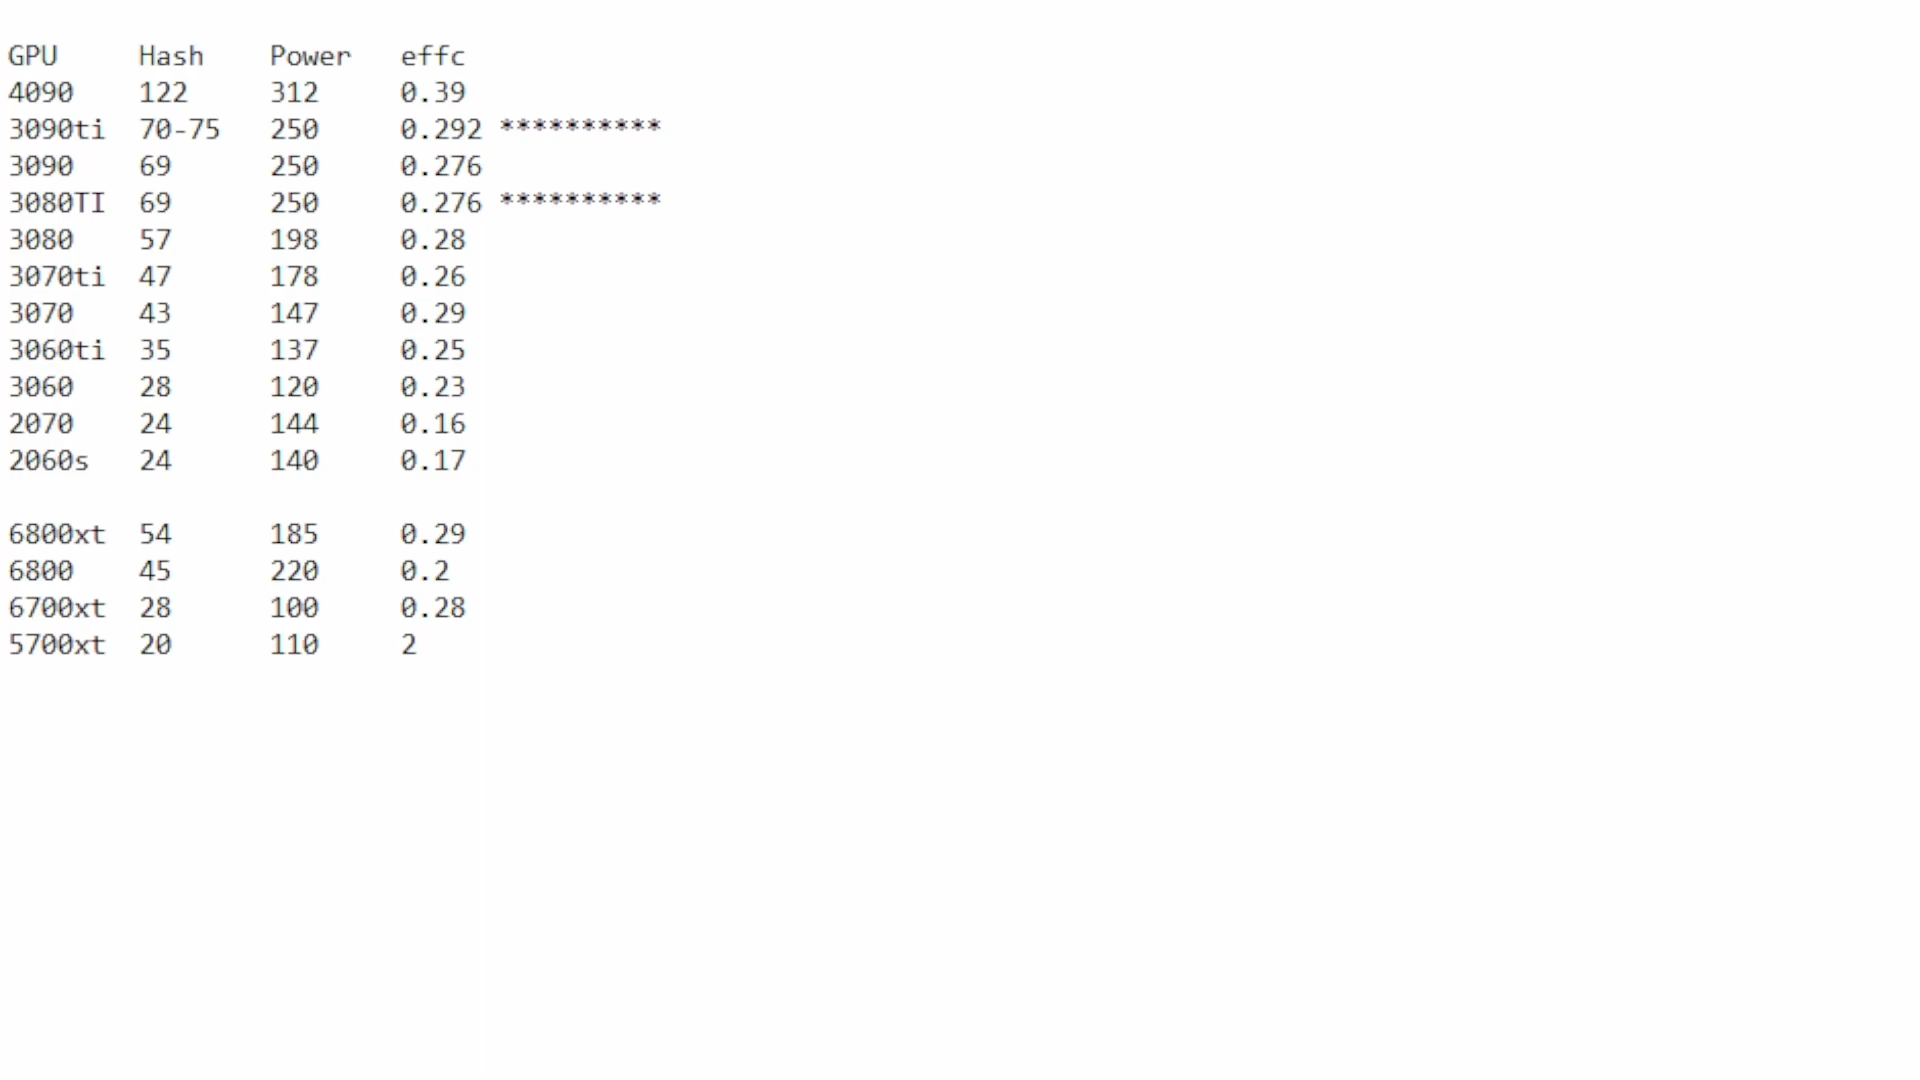 GPU Hash Power effc
4090 122 312 0.39
3090ti 70-75 250 0.292 **********
3090 69 250 0.276
3080TI 69 250 0.276 **********
3080 57 198 0.28
3070ti 47 178 0.26
3070 43 147 0.29
3060ti 35 137 0.25
3060 28 120 0.23
2070 24 144 0.16
2060s 24 140 0.17
6800xt 54 185 0.29
6800 45 220 0.2
6700xt 28 100 0.28
5700xt 20 110 2